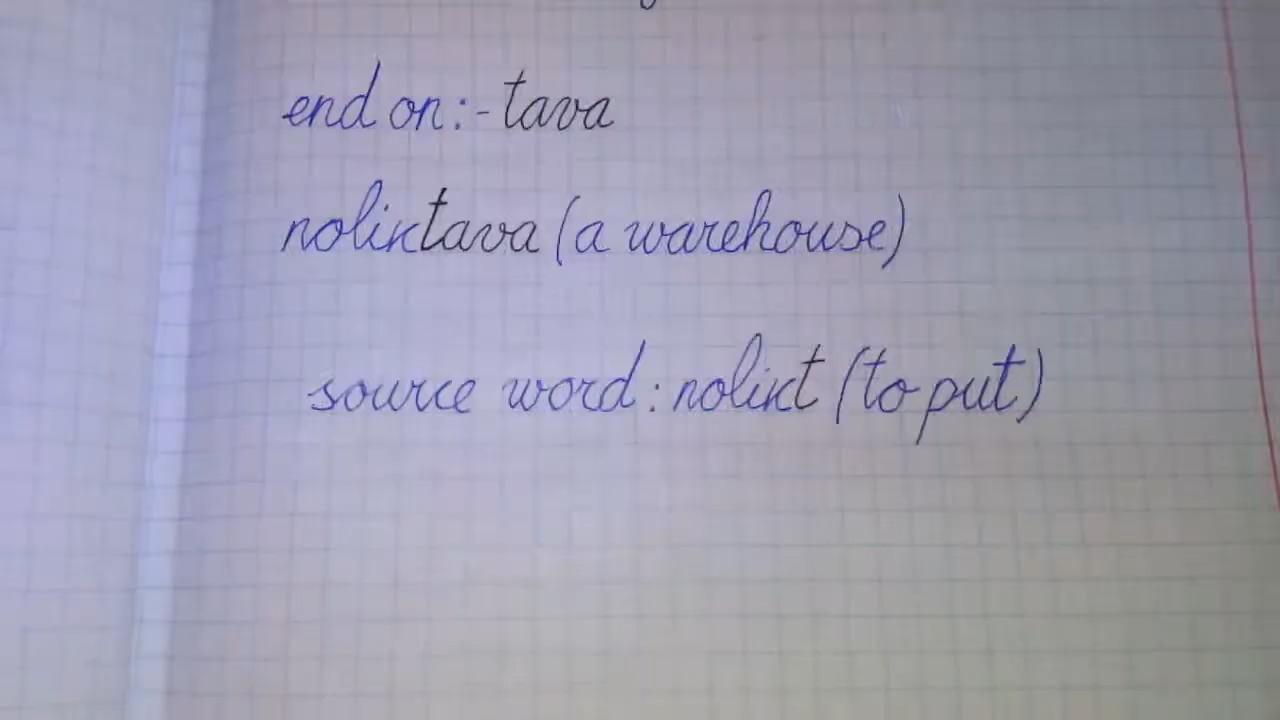 end on: - tava
noliktava (a warehouse)
source word: nolikt (to put)